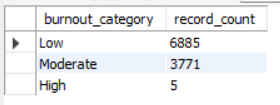 burnout_category record_count
Low 6885
Moderate 3771
High 5